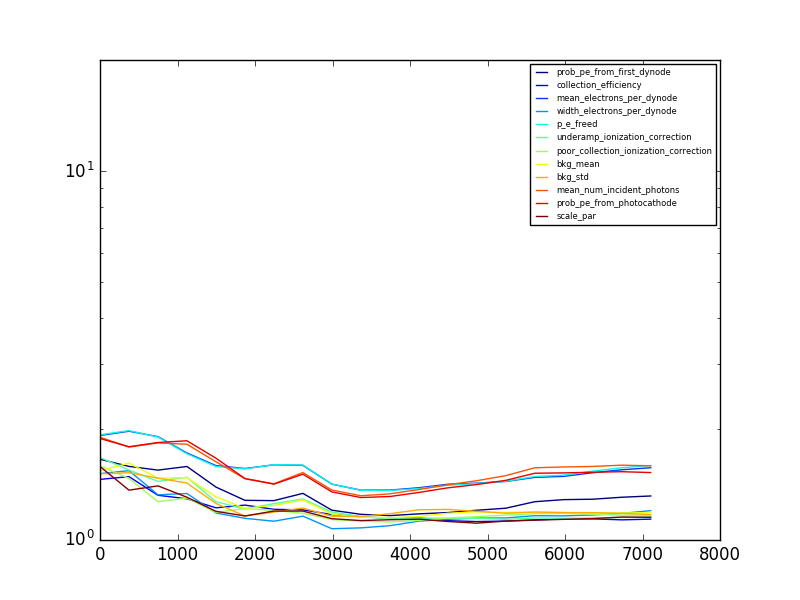 10^1
10^0
0 1000 2000 3000 4000 5000 6000 7000 8000
prob_pe_from_first_dynode
collection_efficiency
mean_electrons_per_dynode
width_electrons_per_dynode
p_e_freed
underamp_ionization_correction
poor_collection_ionization_correction
bkg_mean
bkg_std
mean_num_incident_photons
prob_pe_from_photocathode
scale_par